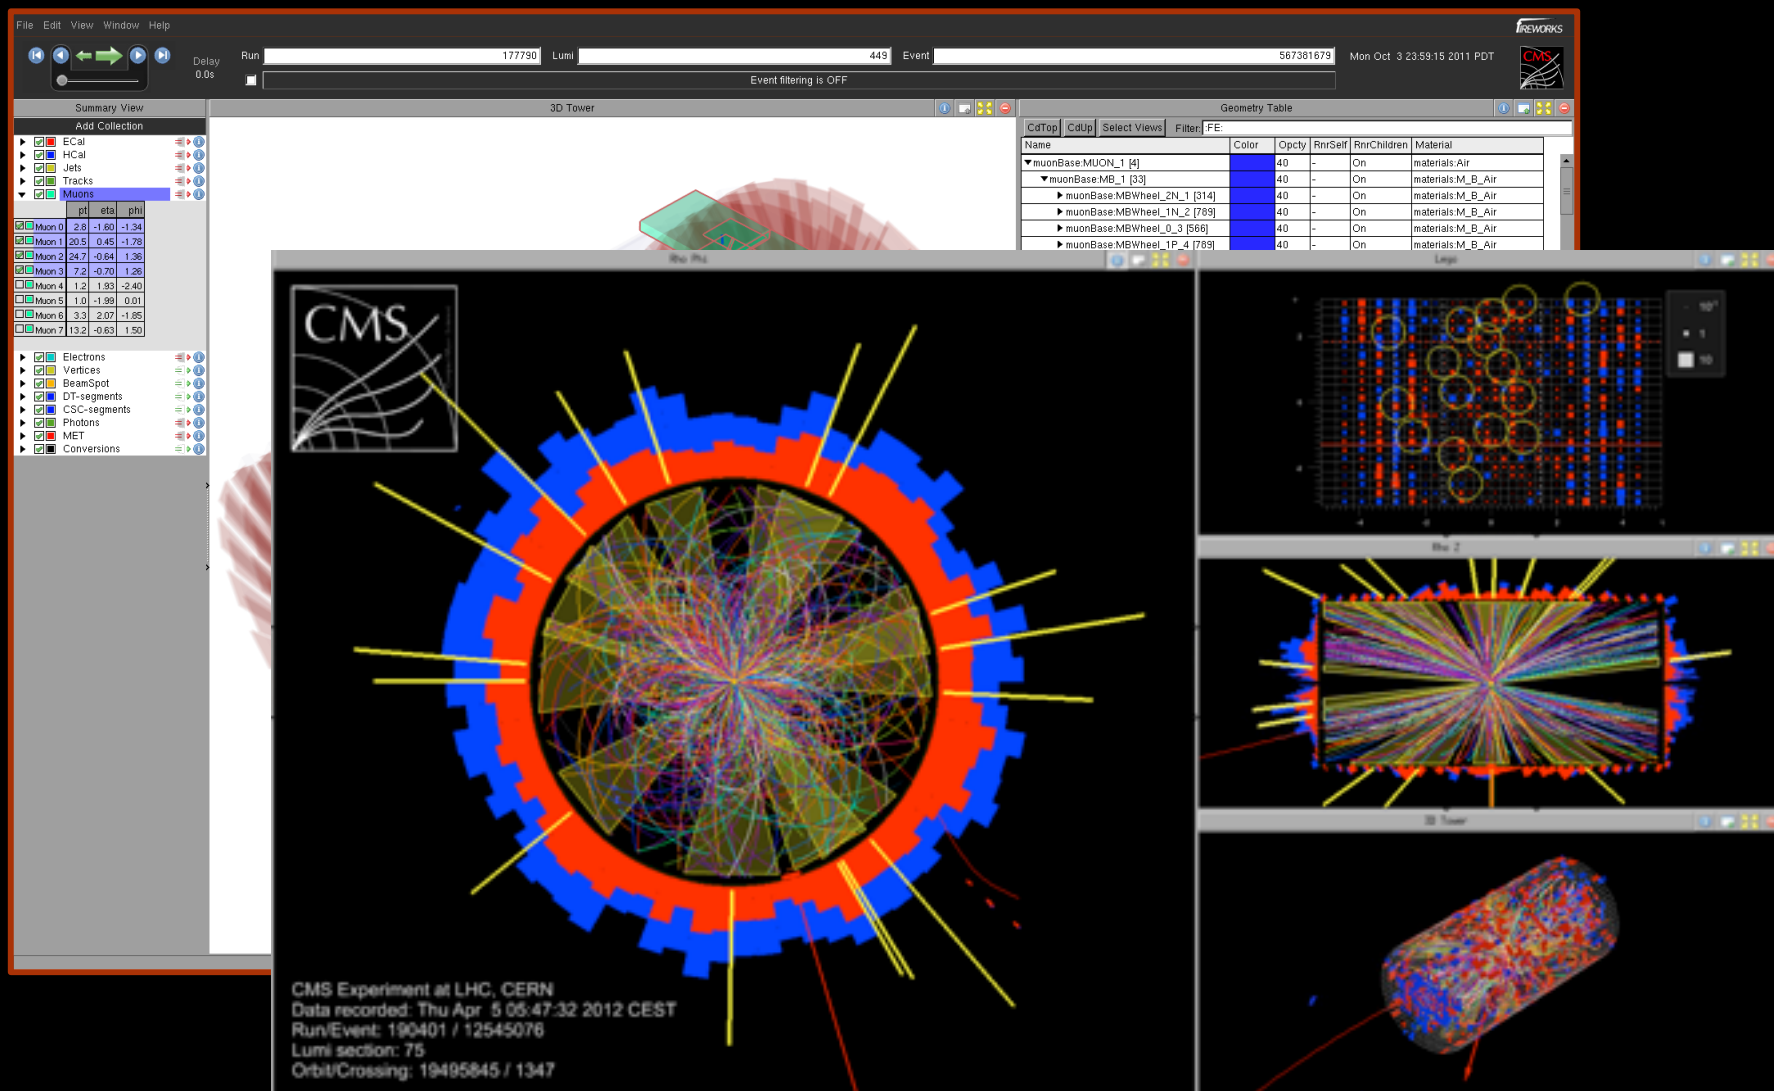 File Edit View Window Help
FIREWORKS
Delay
0.0s
Run 177790 Lumi 449 Event 567381679 Mon Oct 3 23:59:15 2011 PDT
Event filtering is OFF
CMS
Summary View
3D Tower
Geometry Table
Add Collection
CdTop CdUp Select Views Filter: :FE:
ECal
HCal
Jets
Tracks
Muons
pt eta phi
Muon 0 2.8 -1.60 -1.34
Muon 1 20.5 0.45 -1.78
Muon 2 24.7 -0.64 1.36
Muon 3 7.2 -0.70 1.26
Muon 4 1.2 1.93 -2.40
Muon 5 1.0 -1.99 0.01
Muon 6 3.3 2.07 -1.85
Muon 7 13.2 -0.63 1.50
Electrons
Vertices
BeamSpot
DT-segments
CSC-segments
Photons
MET
Conversions
Name Color Opcty RnrSelf RnrChildren Material
muonBase:MUON_1 [4] 40 - On materials:Air
muonBase:MB_1 [33] 40 - On materials:M_B_Air
muonBase:MBWheel_2N_1 [314] 40 - On materials:M_B_Air
muonBase:MBWheel_1N_2 [789] 40 - On materials:M_B_Air
muonBase:MBWheel_0_3 [566] 40 - On materials:M_B_Air
muonBase:MBWheel_1P_4 [789] 40 - On materials:M_B_Air
Rho Phi
CMS
CMS Experiment at LHC, CERN
Data recorded: Thu Apr 5 05:47:32 2012 CEST
Run/Event: 190401 / 12545076
Lumi section: 75
Orbit/Crossing: 19495845 / 1347
Lego
1
10
Rho Z
3D Tower